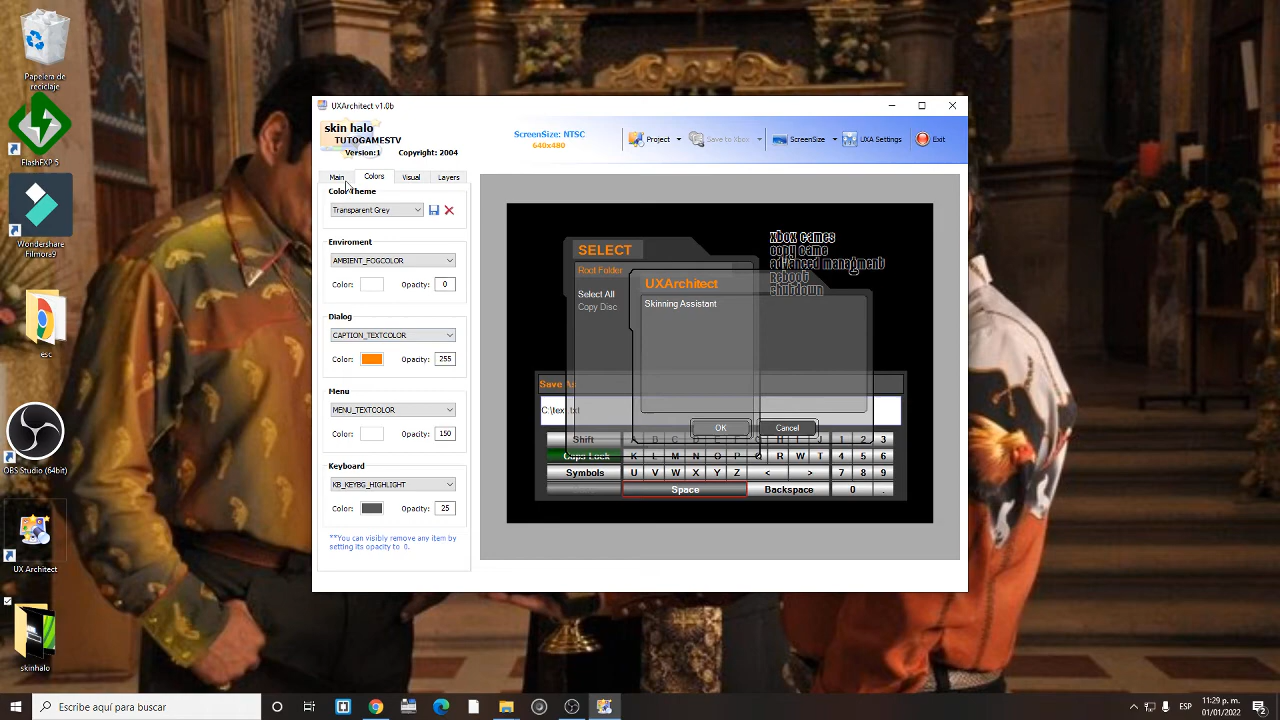 Papelera de
reciclaje
FlashFXP 5
Wondershare
Filmora9
esc
OBS Studio (64bit)
UX Architect
skinhalo
UXArchitect v1.0b
skin halo
TUTOGAMESTV
Version:1 Copyright: 2004
ScreenSize: NTSC
640x480
Project
Save to Xbox
ScreenSize
UXA Settings
Exit
Main Colors Visual Layers
Color Theme
Transparent Grey
Enviroment
AMBIENT_FOGCOLOR
Color: Opacity: 0
Dialog
CAPTION_TEXTCOLOR
Color: Opacity: 255
Menu
MENU_TEXTCOLOR
Color: Opacity: 150
Keyboard
KB_KEYBG_HIGHLIGHT
Color: Opacity: 25
**You can visibly remove any item by
setting its opacity to 0.
SELECT
Root Folder
Select All
Copy Disc
xbox games
copy game
advanced managment
Reboot
shutdown
UXArchitect
Skinning Assistant
OK Cancel
Save As
C:\text.txt
Shift A B C 1 2 3
Caps Lock K L M N O P Q R W T 4 5 6
Symbols U V W X Y Z < > 7 8 9
Space Backspace 0 .
Escribe aquí para buscar
ESP
11:29 p. m.
01/01/2022
2